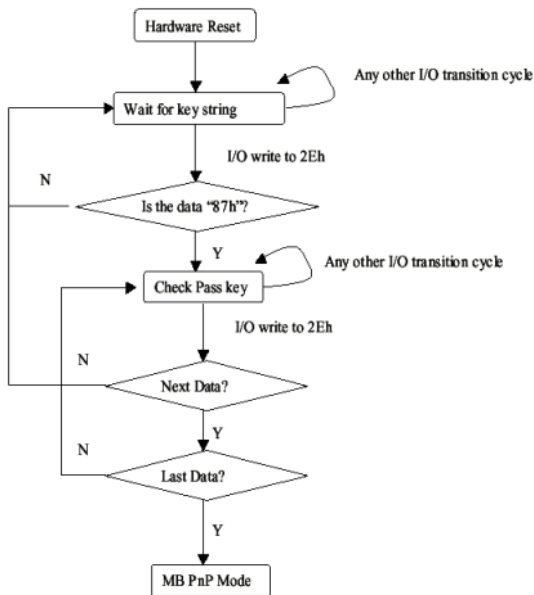 Hardware Reset
Any other I/O transition cycle
Wait for key string
I/O write to 2Eh
N
Is the data “87h”?
Y
Any other I/O transition cycle
Check Pass key
I/O write to 2Eh
N
Next Data?
Y
N
Last Data?
Y
MB PnP Mode